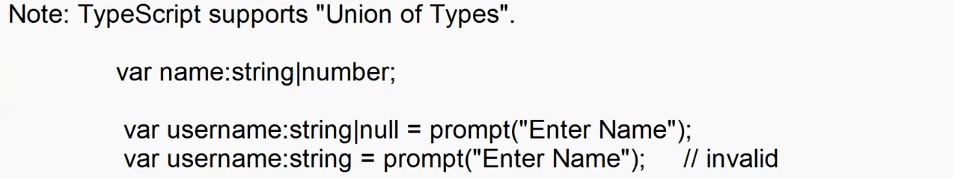 Note: TypeScript supports "Union of Types".
var name:string|number;
var username:string|null = prompt("Enter Name");
var username:string = prompt("Enter Name"); // invalid